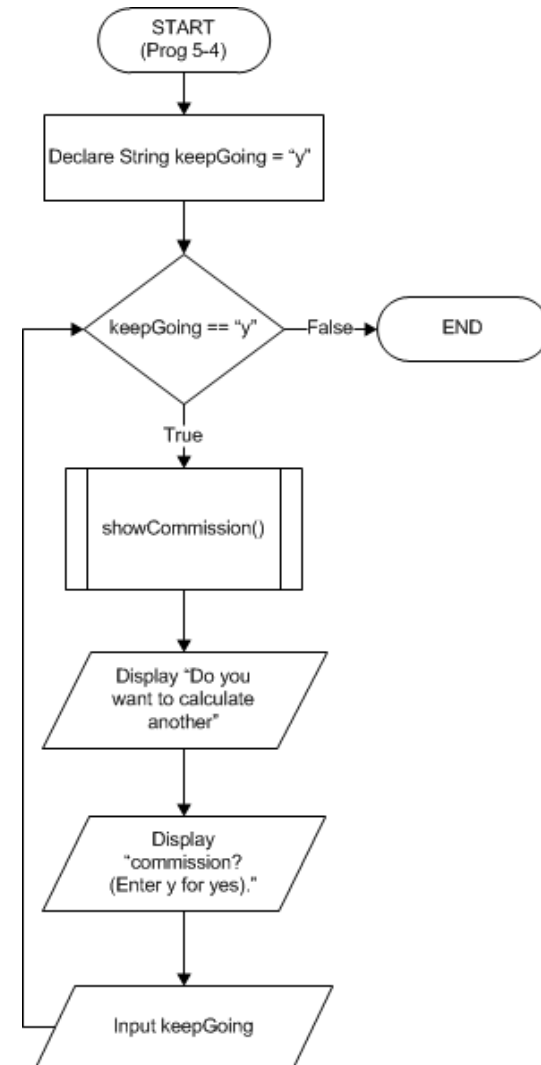 START
(Prog 5-4)
Declare String keepGoing = “y”
keepGoing == “y”
False
END
True
showCommission()
Display “Do you
want to calculate
another”
Display
“commission?
(Enter y for yes).”
Input keepGoing